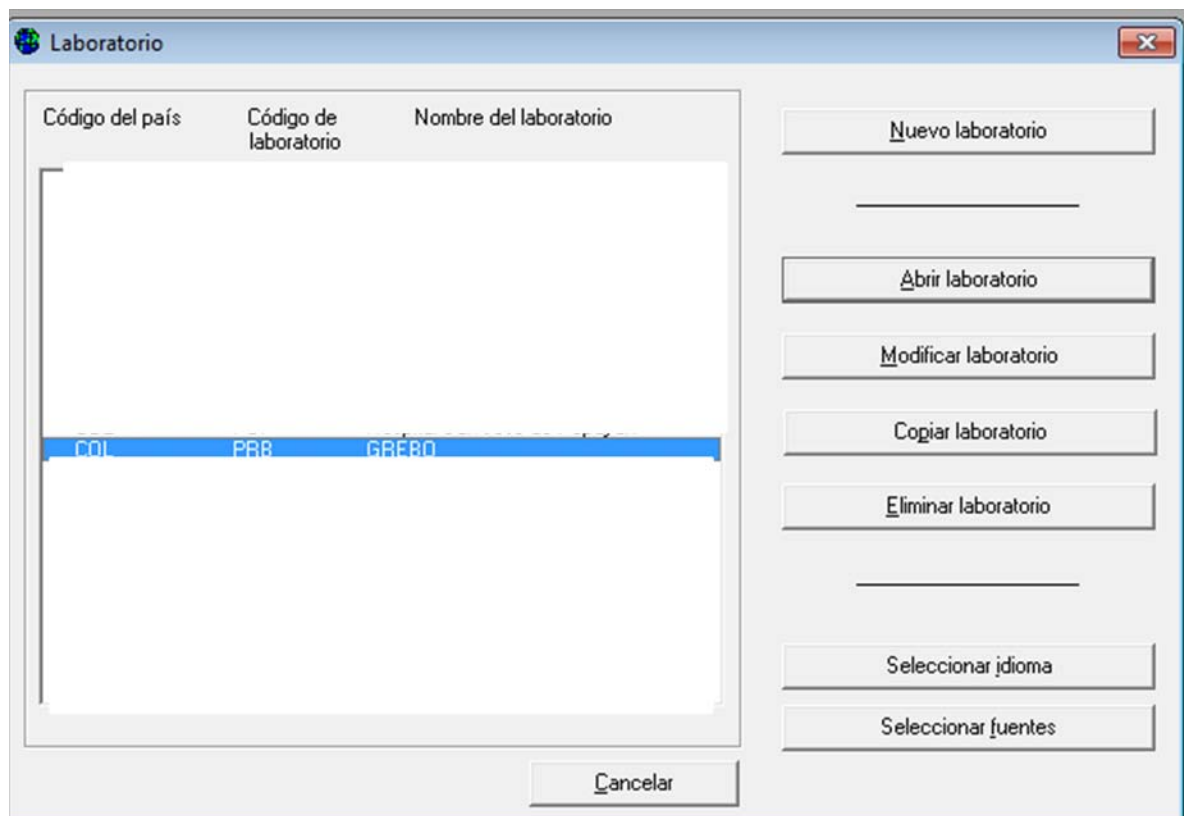 Laboratorio
Código del país
Código de
laboratorio
Nombre del laboratorio
COL PRB GREBO
Nuevo laboratorio
Abrir laboratorio
Modificar laboratorio
Copiar laboratorio
Eliminar laboratorio
Seleccionar idioma
Seleccionar fuentes
Cancelar